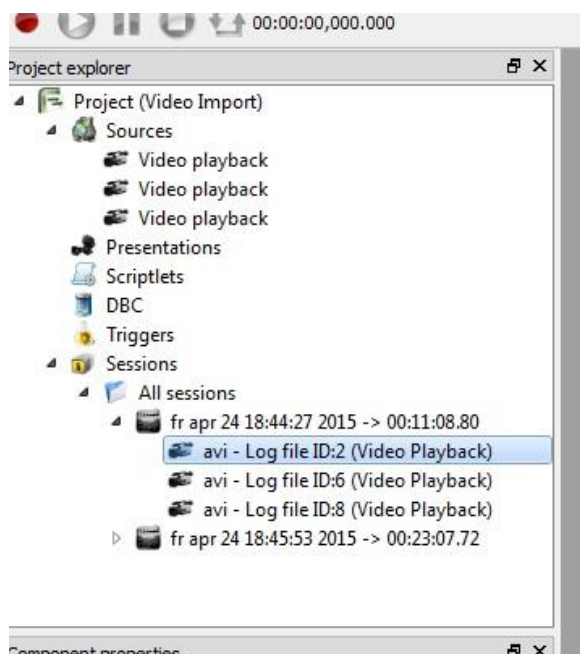 00:00:00,000.000
Project explorer
Project (Video Import)
Sources
Video playback
Video playback
Video playback
Presentations
Scriptlets
DBC
Triggers
Sessions
All sessions
fr apr 24 18:44:27 2015 -> 00:11:08.80
avi - Log file ID:2 (Video Playback)
avi - Log file ID:6 (Video Playback)
avi - Log file ID:8 (Video Playback)
fr apr 24 18:45:53 2015 -> 00:23:07.72
Component properties